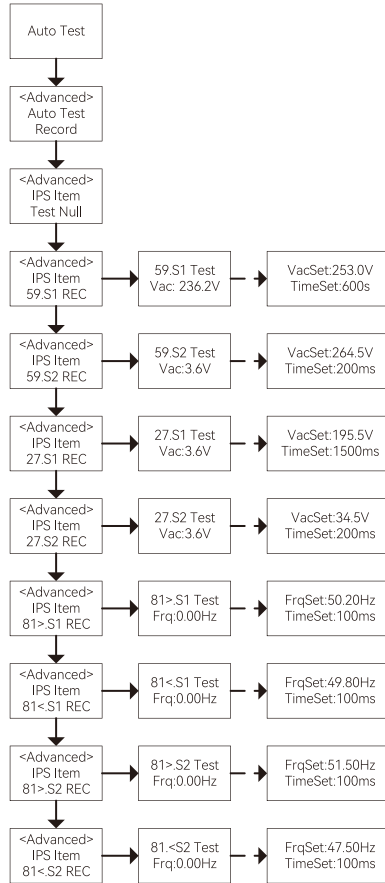 Auto Test
<Advanced>
Auto Test
Record
<Advanced>
IPS Item
Test Null
<Advanced>
IPS Item
59.S1 REC
59.S1 Test
Vac: 236.2V
VacSet:253.0V
TimeSet:600s
<Advanced>
IPS Item
59.S2 REC
59.S2 Test
Vac:3.6V
VacSet:264.5V
TimeSet:200ms
<Advanced>
IPS Item
27.S1 REC
27.S1 Test
Vac:3.6V
VacSet:195.5V
TimeSet:1500ms
<Advanced>
IPS Item
27.S2 REC
27.S2 Test
Vac:3.6V
VacSet:34.5V
TimeSet:200ms
<Advanced>
IPS Item
81>.S1 REC
81>.S1 Test
Frq:0.00Hz
FrqSet:50.20Hz
TimeSet:100ms
<Advanced>
IPS Item
81<.S1 REC
81<.S1 Test
Frq:0.00Hz
FrqSet:49.80Hz
TimeSet:100ms
<Advanced>
IPS Item
81>.S2 REC
81>.S2 Test
Frq:0.00Hz
FrqSet:51.50Hz
TimeSet:100ms
<Advanced>
IPS Item
81<.S2 REC
81.<S2 Test
Frq:0.00Hz
FrqSet:47.50Hz
TimeSet:100ms